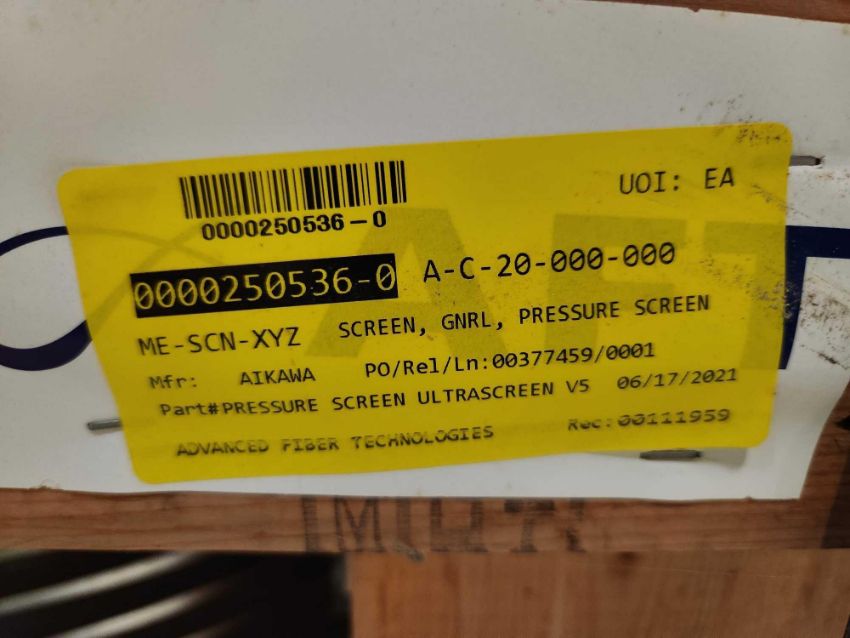 UOI: EA
0000250536-0
0000250536-0 A-C-20-000-000
ME-SCN-XYZ SCREEN, GNRL, PRESSURE SCREEN
Mfr: AIKAWA PO/Rel/Ln:00377459/0001
Part#PRESSURE SCREEN ULTRASCREEN V5 06/17/2021
ADVANCED FIBER TECHNOLOGIES Rec:00111959
AFT